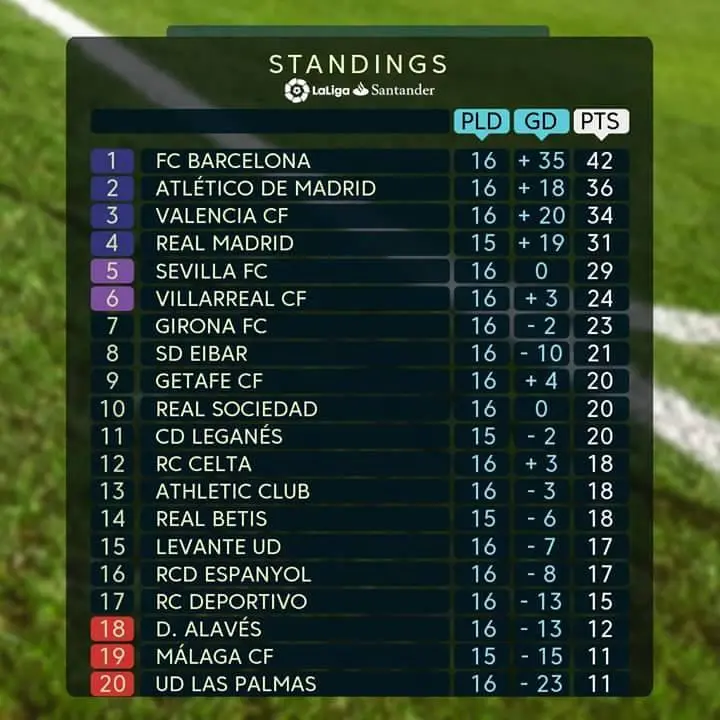 STANDINGS
LaLiga Santander
PLD GD PTS
1 FC BARCELONA 16 + 35 42
2 ATLÉTICO DE MADRID 16 + 18 36
3 VALENCIA CF 16 + 20 34
4 REAL MADRID 15 + 19 31
5 SEVILLA FC 16 0 29
6 VILLARREAL CF 16 + 3 24
7 GIRONA FC 16 - 2 23
8 SD EIBAR 16 - 10 21
9 GETAFE CF 16 + 4 20
10 REAL SOCIEDAD 16 0 20
11 CD LEGANÉS 15 - 2 20
12 RC CELTA 16 + 3 18
13 ATHLETIC CLUB 16 - 3 18
14 REAL BETIS 15 - 6 18
15 LEVANTE UD 16 - 7 17
16 RCD ESPANYOL 16 - 8 17
17 RC DEPORTIVO 16 - 13 15
18 D. ALAVÉS 16 - 13 12
19 MÁLAGA CF 15 - 15 11
20 UD LAS PALMAS 16 - 23 11